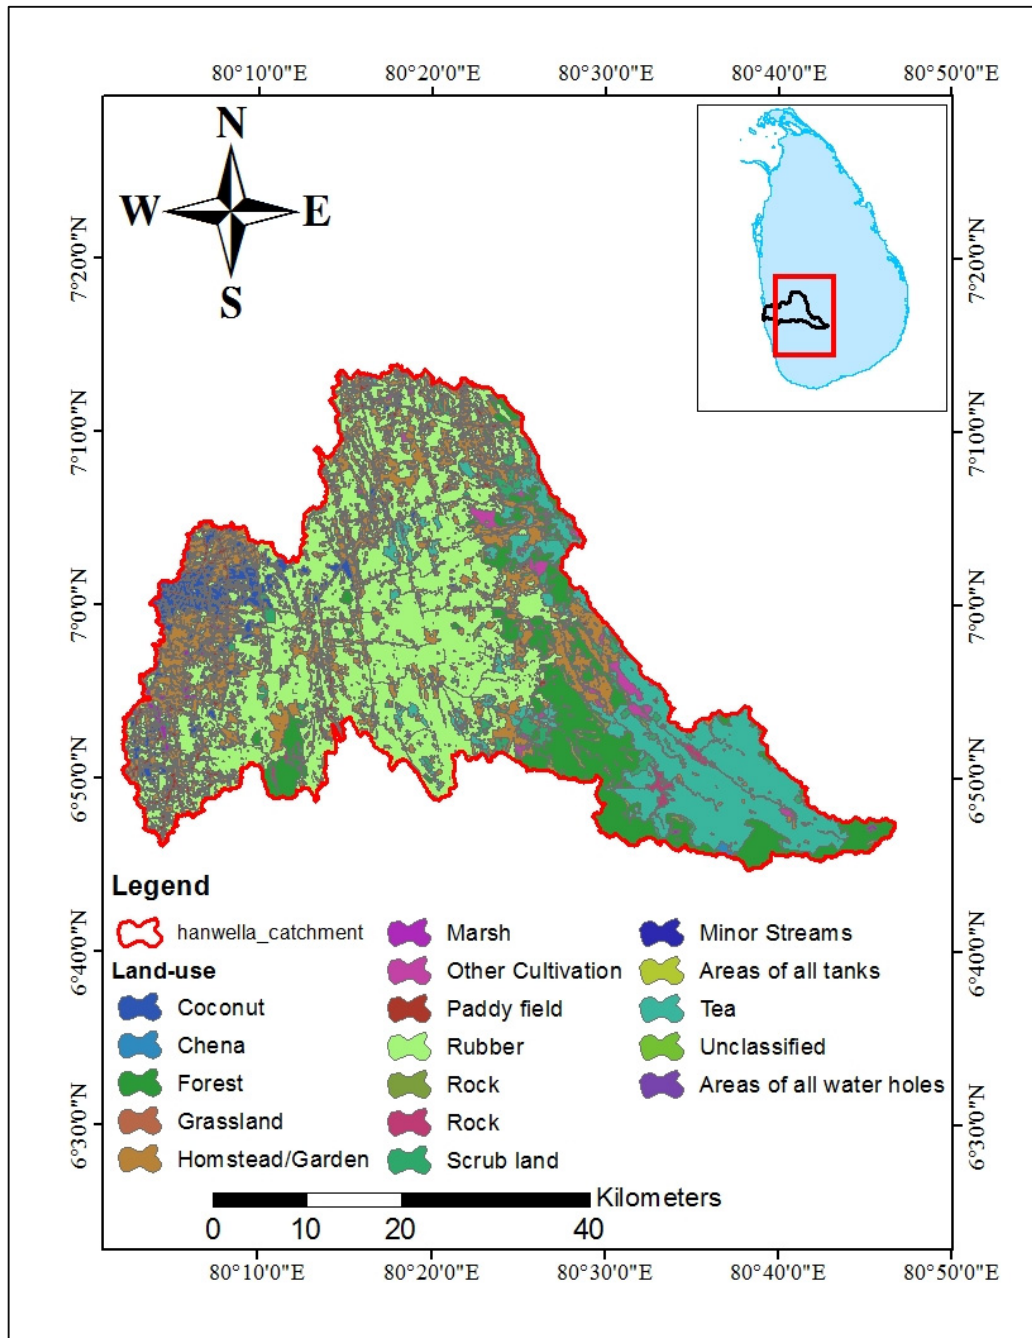 80°10'0"E 80°20'0"E 80°30'0"E 80°40'0"E 80°50'0"E
N
W E
S
7°20'0"N 7°20'0"N
7°10'0"N 7°10'0"N
7°0'0"N 7°0'0"N
6°50'0"N 6°50'0"N
Legend
hanwella_catchment
Land-use
Coconut
Chena
Forest
Grassland
Homstead/Garden
Marsh
Other Cultivation
Paddy field
Rubber
Rock
Rock
Scrub land
Minor Streams
Areas of all tanks
Tea
Unclassified
Areas of all water holes
6°40'0"N 6°40'0"N
6°30'0"N 6°30'0"N
Kilometers
0 10 20 40
80°10'0"E 80°20'0"E 80°30'0"E 80°40'0"E 80°50'0"E